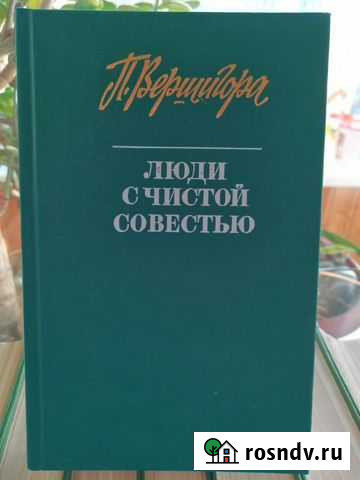 П. Вершигора
ЛЮДИ
С ЧИСТОЙ
СОВЕСТЬЮ
rosndv.ru